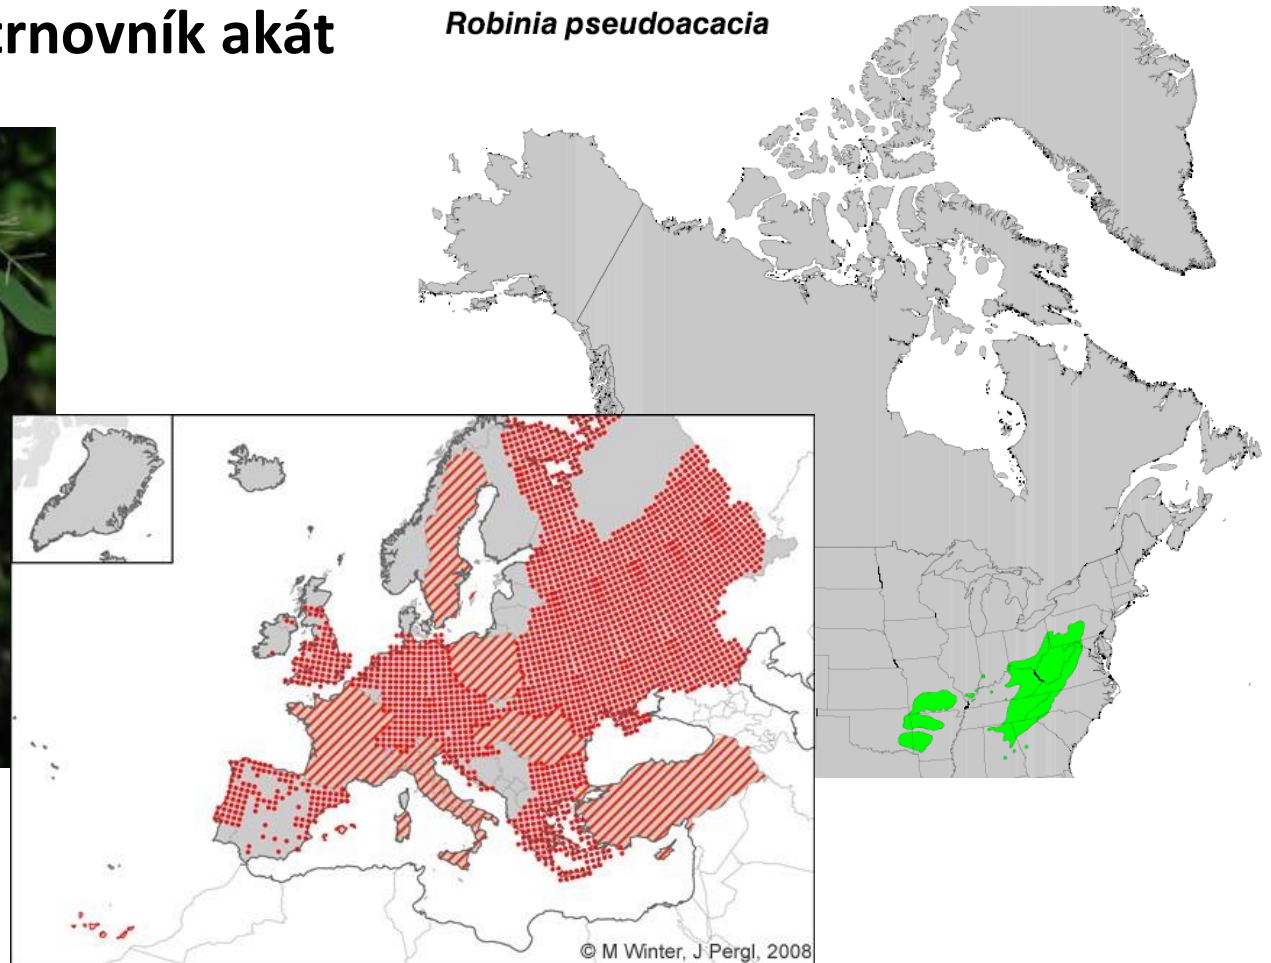 trnovník akát
Robinia pseudoacacia
© M Winter, J Pergl, 2008